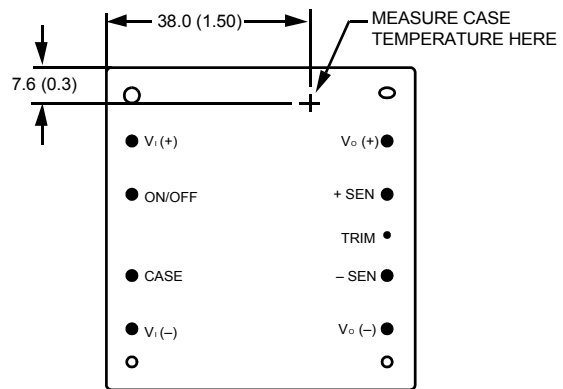 38.0 (1.50)
MEASURE CASE
TEMPERATURE HERE
7.6 (0.3)
VI (+)
VO (+)
ON/OFF
+ SEN
TRIM
CASE
– SEN
VI (–)
VO (–)